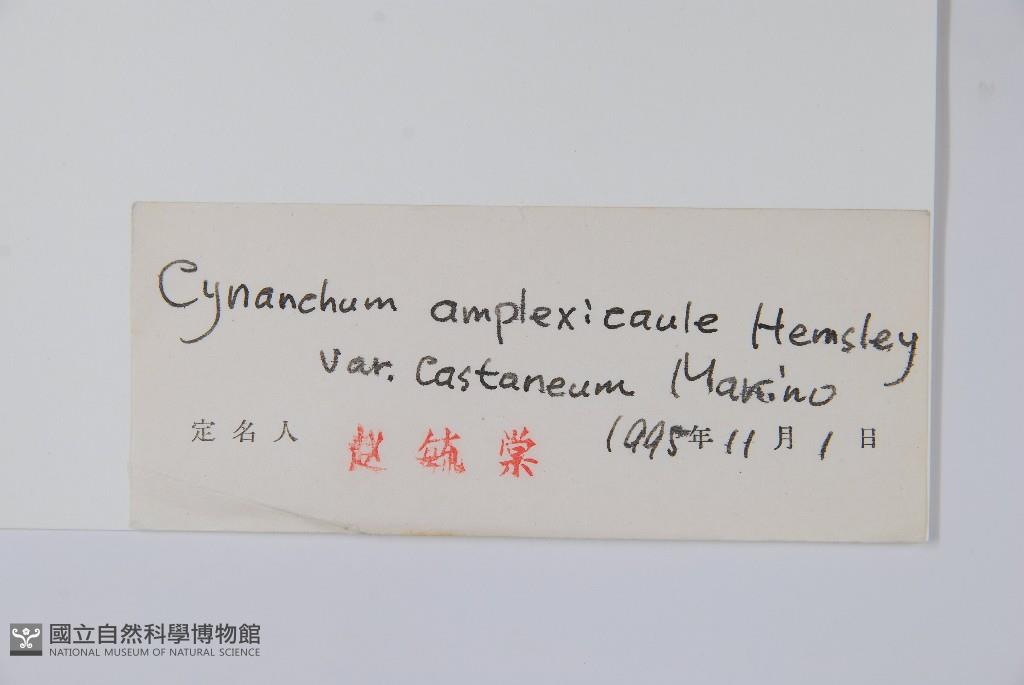 Cynanchum amplexicaule Hemsley
var. Castaneum Makino
定名人 赵毓棠 1995年11月1日
國立自然科學博物館
NATIONAL MUSEUM OF NATURAL SCIENCE